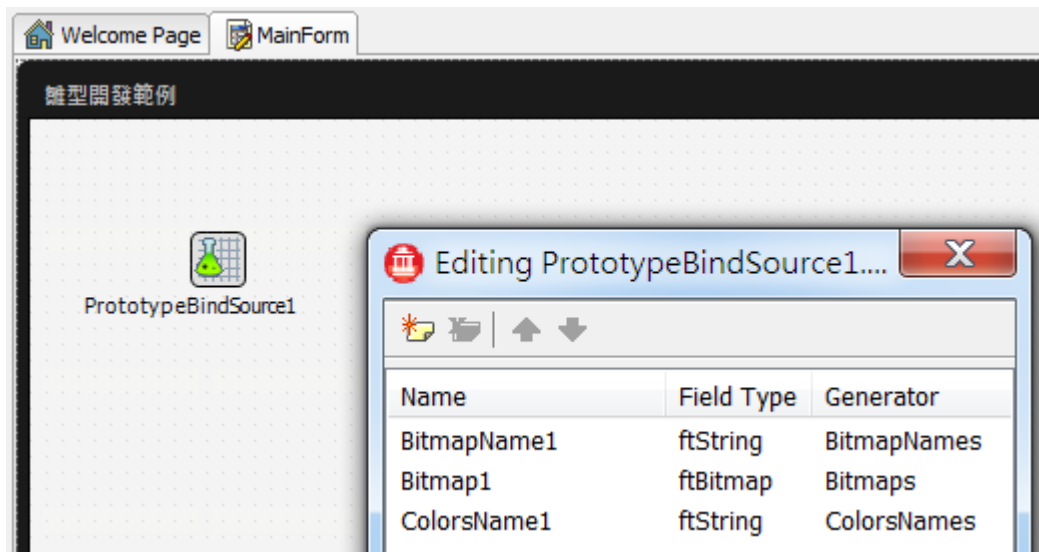 Welcome Page MainForm
雛型開發範例
PrototypeBindSource1
Editing PrototypeBindSource1....
Name Field Type Generator
BitmapName1 ftString BitmapNames
Bitmap1 ftBitmap Bitmaps
ColorsName1 ftString ColorsNames